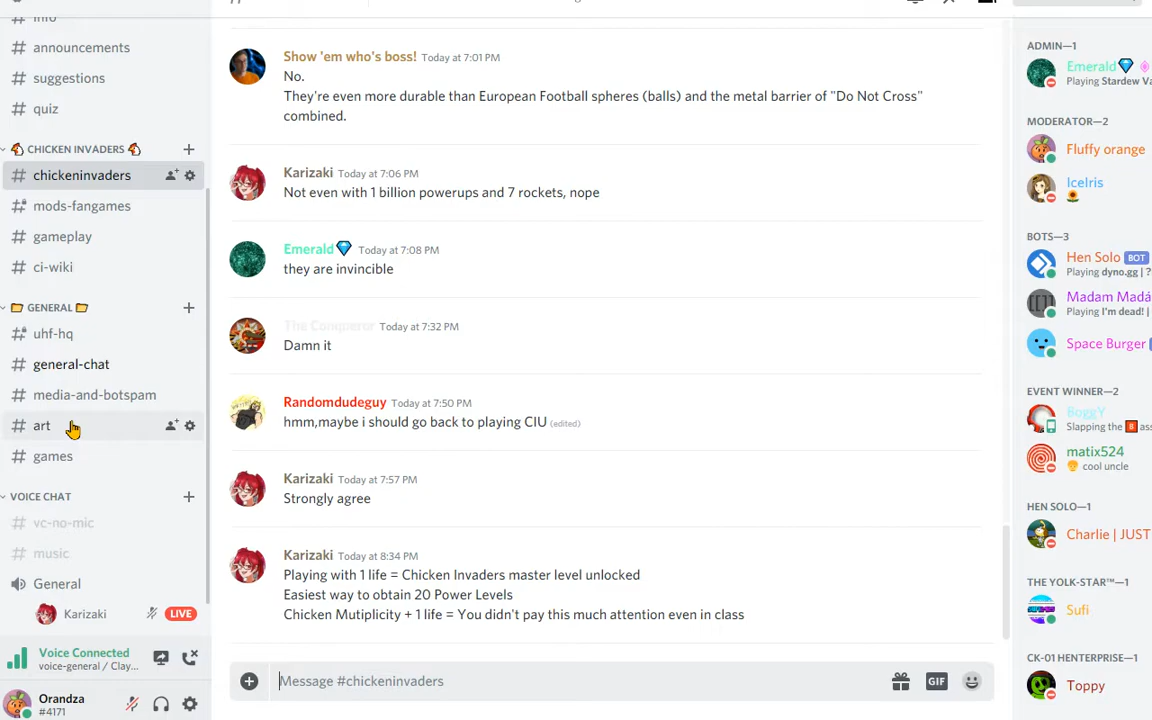 info
announcements
suggestions
quiz
CHICKEN INVADERS
chickeninvaders
mods-fangames
gameplay
ci-wiki
GENERAL
uhf-hq
general-chat
media-and-botspam
art
games
VOICE CHAT
vc-no-mic
music
General
Karizaki LIVE
Voice Connected
voice-general / Clay...
Orandza
#4171
Show 'em who's boss! Today at 7:01 PM
No.
They're even more durable than European Football spheres (balls) and the metal barrier of "Do Not Cross"
combined.
Karizaki Today at 7:06 PM
Not even with 1 billion powerups and 7 rockets, nope
Emerald Today at 7:08 PM
they are invincible
The Conqueror Today at 7:32 PM
Damn it
Randomdudeguy Today at 7:50 PM
hmm,maybe i should go back to playing CIU (edited)
Karizaki Today at 7:57 PM
Strongly agree
Karizaki Today at 8:34 PM
Playing with 1 life = Chicken Invaders master level unlocked
Easiest way to obtain 20 Power Levels
Chicken Mutiplicity + 1 life = You didn't pay this much attention even in class
Message #chickeninvaders
GIF
ADMIN—1
Emerald
Playing Stardew Va
MODERATOR—2
Fluffy orange
IceIris
BOTS—3
Hen Solo BOT
Playing dyno.gg | ?
Madam Madá
Playing I'm dead! |
Space Burger
EVENT WINNER—2
BoggY
Slapping the B ass
matix524
cool uncle
HEN SOLO—1
Charlie | JUST
THE YOLK-STAR™—1
Sufi
CK-01 HENTERPRISE—1
Toppy